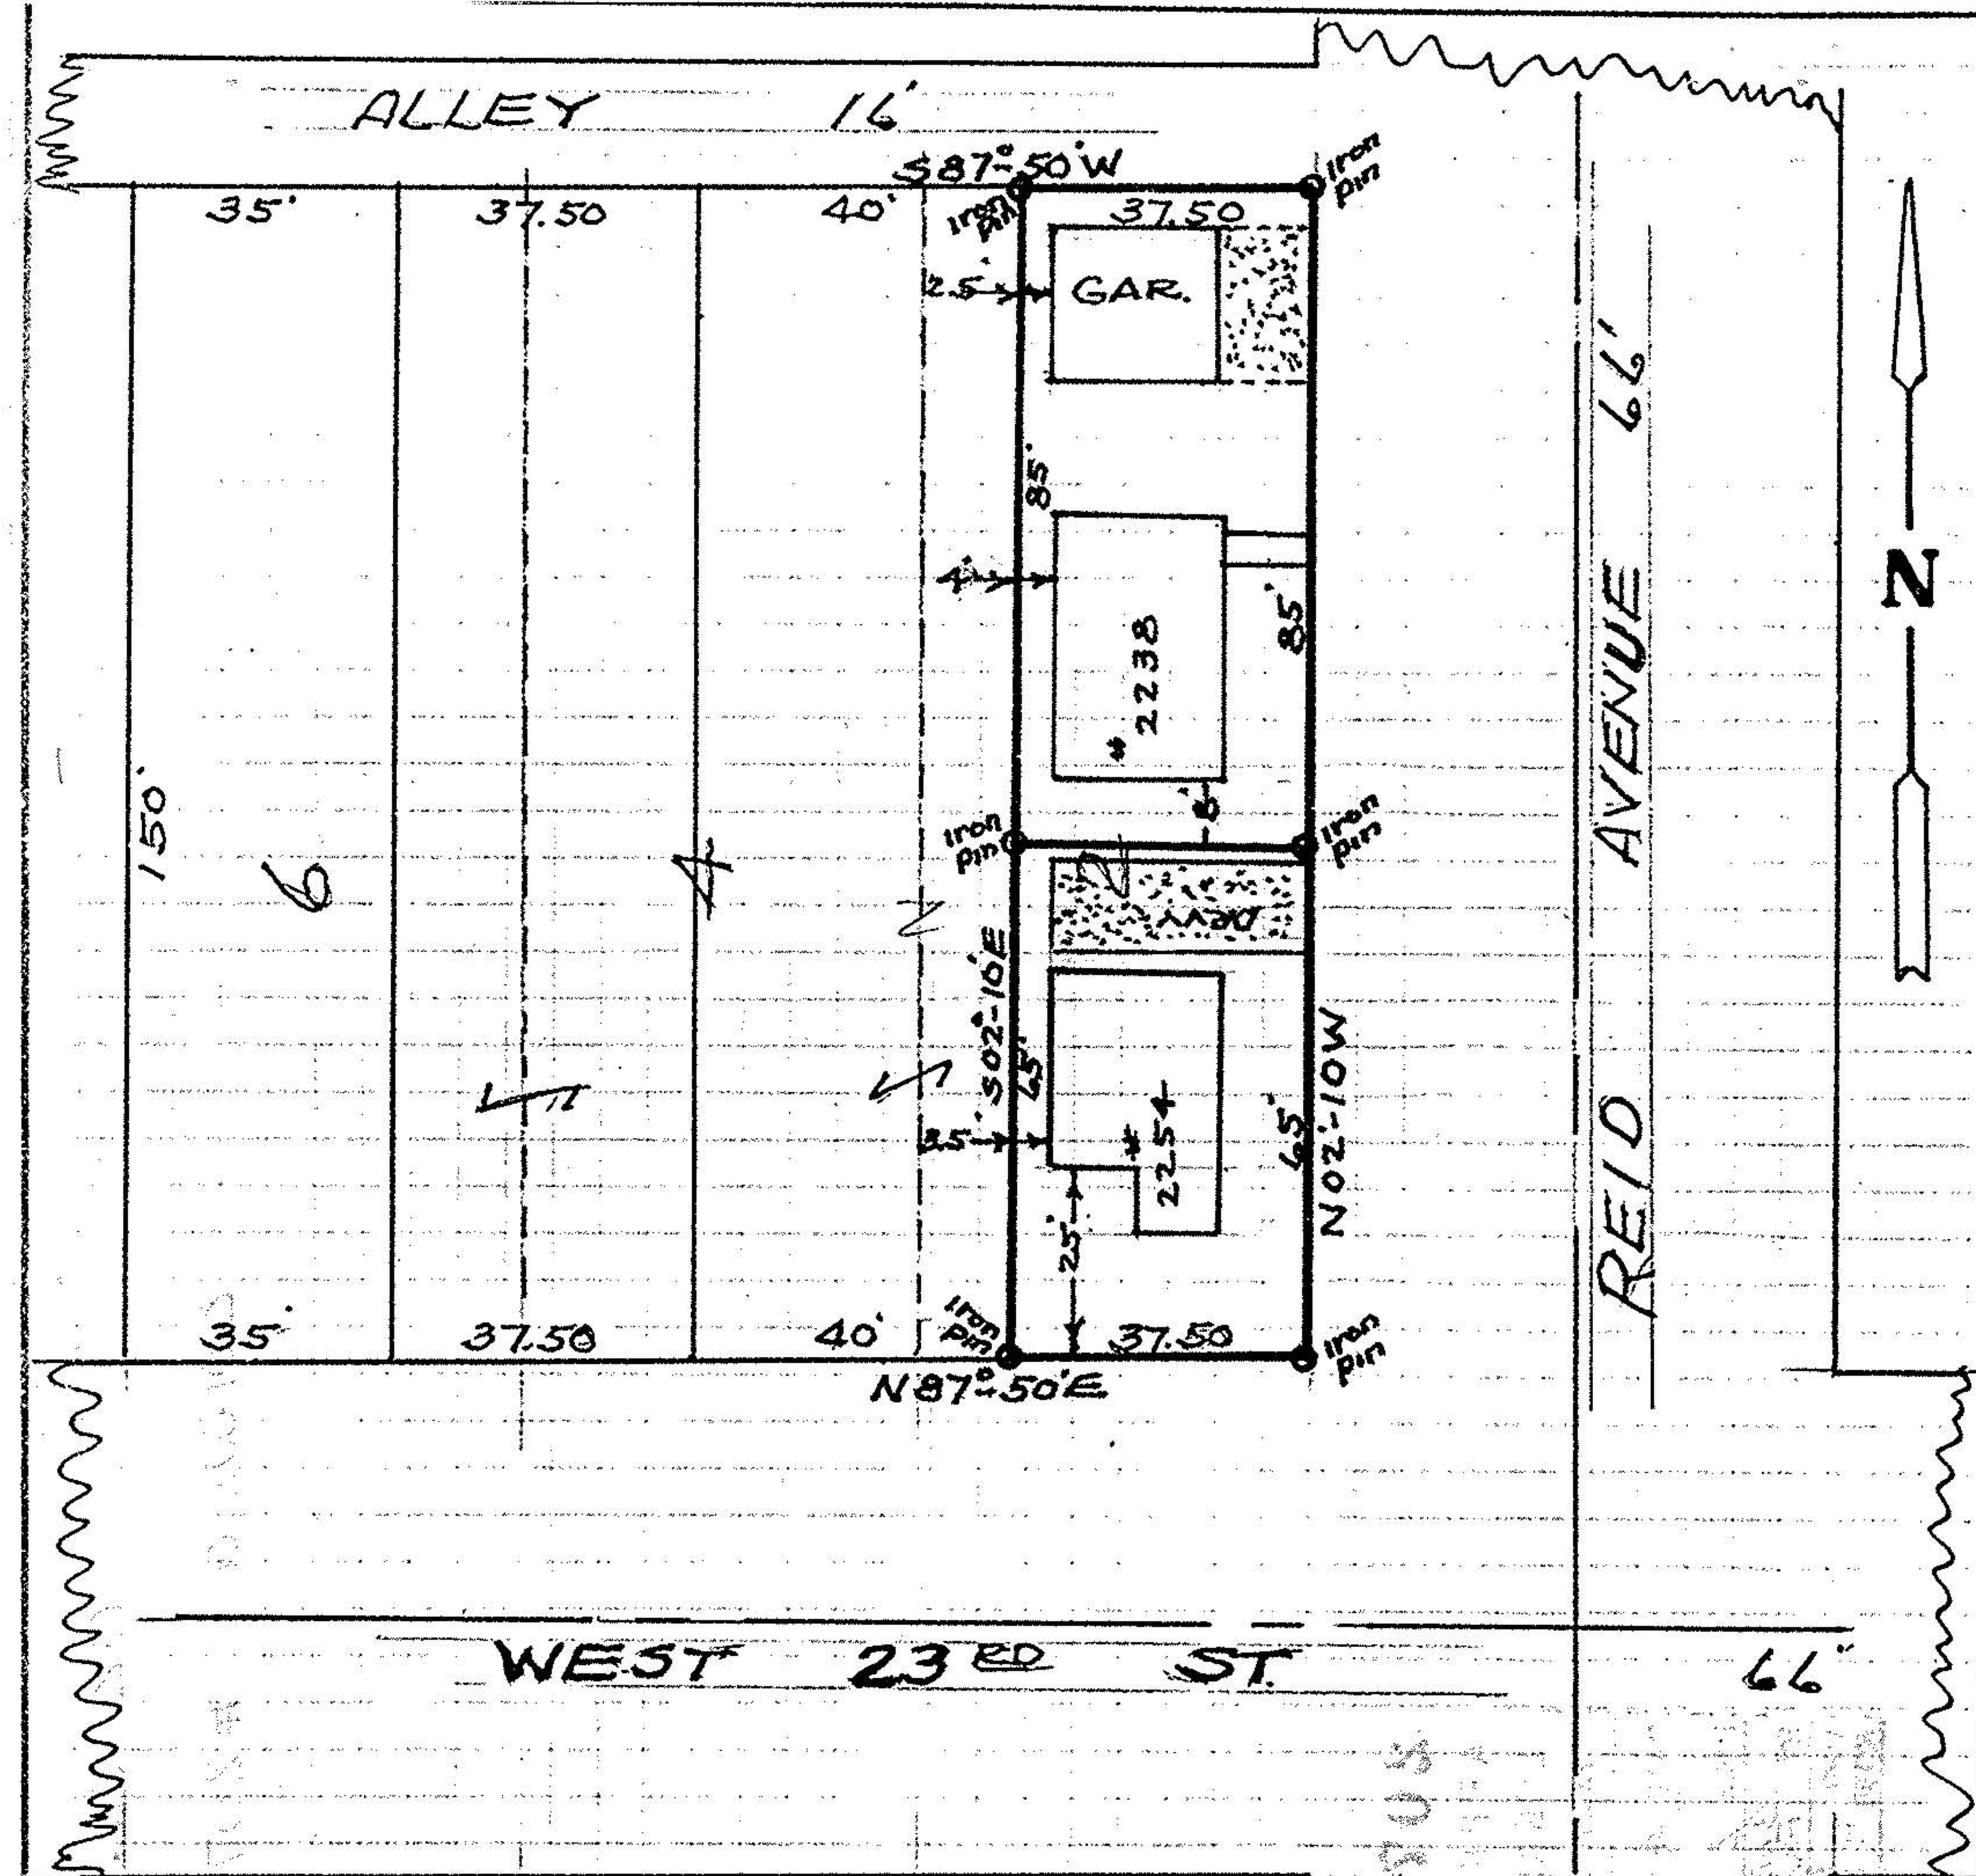 ALLEY 16'
S87°-50'W
Iron pin
Iron pin
35'
37.50
40'
37.50
2.5'
GAR.
85'
4'
# 2238
85'
8'
REID AVENUE 66'
N
150'
6
4
2
Iron pin
Iron pin
S02°-10'E
65'
3.5'
# 2254
65'
N02°-10W
25'
35'
37.50
40'
Iron pin
37.50
Iron pin
N87°-50'E
WEST 23RD ST. 66'